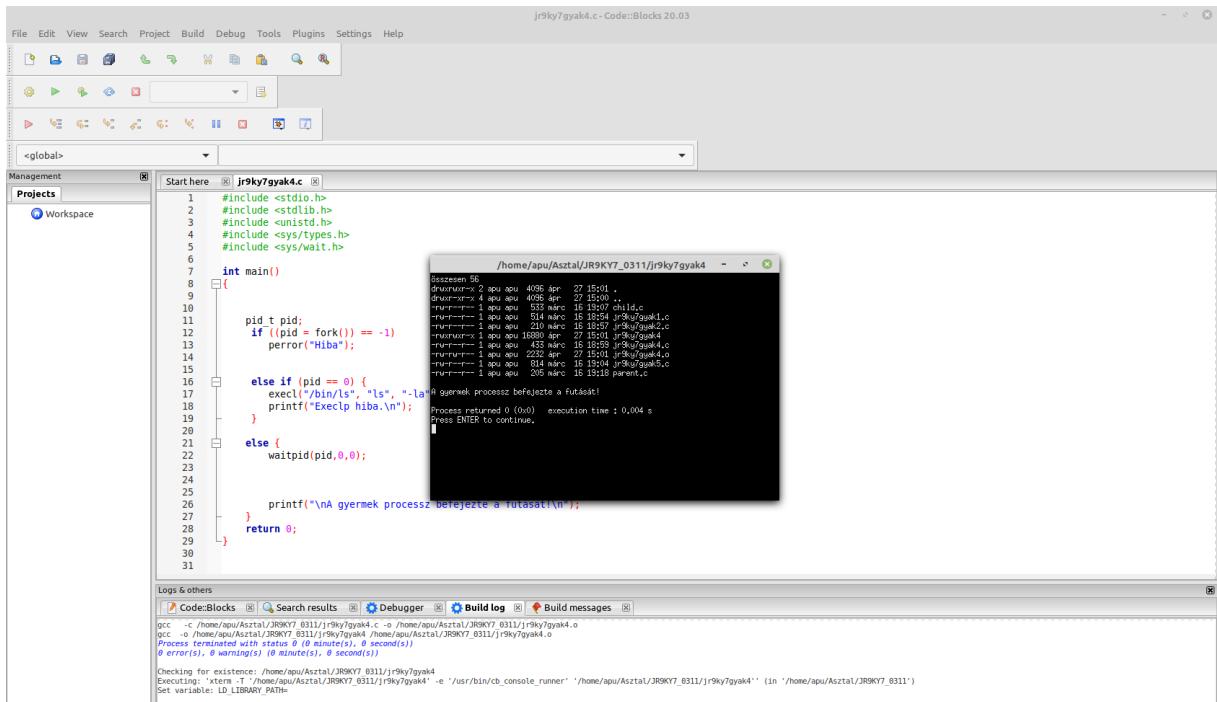 jr9ky7gyak4.c - Code::Blocks 20.03
File Edit View Search Project Build Debug Tools Plugins Settings Help
<global>
Management
Projects
Workspace
Start here jr9ky7gyak4.c
1 #include <stdio.h>
2 #include <stdlib.h>
3 #include <unistd.h>
4 #include <sys/types.h>
5 #include <sys/wait.h>
6
7 int main()
8 {
9
10
11 pid_t pid;
12 if ((pid = fork()) == -1)
13 perror("Hiba");
14
15
16 else if (pid == 0) {
17 execl("/bin/ls", "ls", "-la"
18 printf("Execlp hiba.\n");
19 }
20
21 else {
22 waitpid(pid,0,0);
23
24
25
26 printf("\nA gyermek processz befejezte a futasat!\n");
27 }
28 return 0;
29 }
30
31
/home/apu/Asztal/JR9KY7_0311/jr9ky7gyak4
összesen 56
drwxrwxr-x 2 apu apu 4096 ápr 27 15:01 .
drwxr-xr-x 4 apu apu 4096 ápr 27 15:00 ..
-rw-r--r-- 1 apu apu 533 márc 16 19:07 child.c
-rw-r--r-- 1 apu apu 514 márc 16 18:54 jr9ky7gyak1.c
-rw-r--r-- 1 apu apu 210 márc 16 18:57 jr9ky7gyak2.c
-rwxrwxr-x 1 apu apu 16880 ápr 27 15:01 jr9ky7gyak4
-rw-r--r-- 1 apu apu 433 márc 16 18:59 jr9ky7gyak4.c
-rw-rw-r-- 1 apu apu 2232 ápr 27 15:01 jr9ky7gyak4.o
-rw-r--r-- 1 apu apu 814 márc 16 19:04 jr9ky7gyak5.c
-rw-r--r-- 1 apu apu 205 márc 16 19:18 parent.c
A gyermek processz befejezte a futását!
Process returned 0 (0x0) execution time : 0,004 s
Press ENTER to continue.
Logs & others
Code::Blocks Search results Debugger Build log Build messages
gcc -c /home/apu/Asztal/JR9KY7_0311/jr9ky7gyak4.c -o /home/apu/Asztal/JR9KY7_0311/jr9ky7gyak4.o
gcc -o /home/apu/Asztal/JR9KY7_0311/jr9ky7gyak4 /home/apu/Asztal/JR9KY7_0311/jr9ky7gyak4.o
Process terminated with status 0 (0 minute(s), 0 second(s))
0 error(s), 0 warning(s) (0 minute(s), 0 second(s))
Checking for existence: /home/apu/Asztal/JR9KY7_0311/jr9ky7gyak4
Executing: 'xterm -T '/home/apu/Asztal/JR9KY7_0311/jr9ky7gyak4' -e '/usr/bin/cb_console_runner' '/home/apu/Asztal/JR9KY7_0311/jr9ky7gyak4'' (in '/home/apu/Asztal/JR9KY7_0311')
Set variable: LD_LIBRARY_PATH=